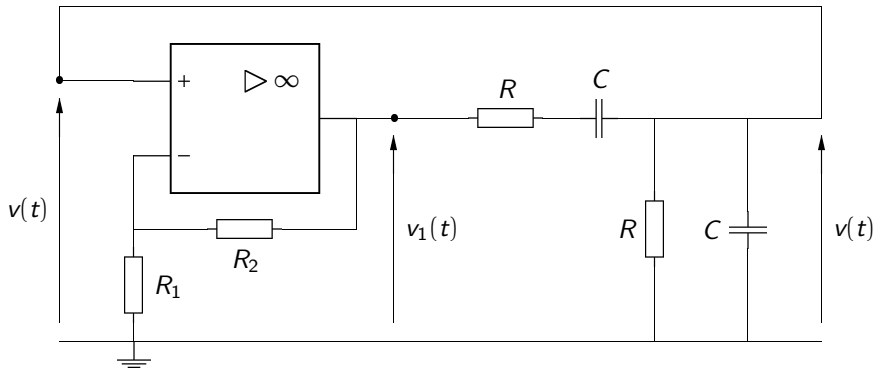 C
R
+
▷ ∞
−
v(t)
v₁(t)
R
C
v(t)
R₂
R₁